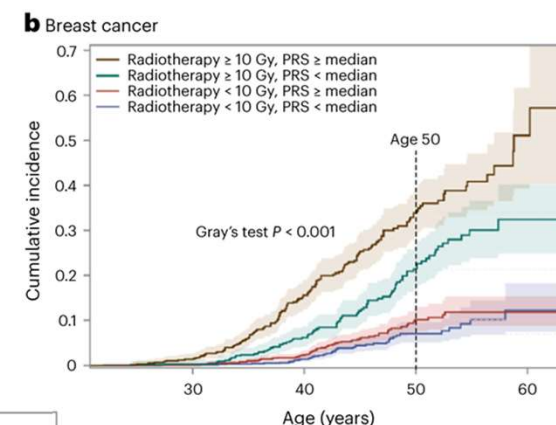 b Breast cancer
0.7
Radiotherapy ≥ 10 Gy, PRS ≥ median
Radiotherapy ≥ 10 Gy, PRS < median
Radiotherapy < 10 Gy, PRS ≥ median
Radiotherapy < 10 Gy, PRS < median
0.6
0.5
Age 50
0.4
0.3
Gray's test P < 0.001
0.2
0.1
0
Cumulative incidence
30 40 50 60
Age (years)